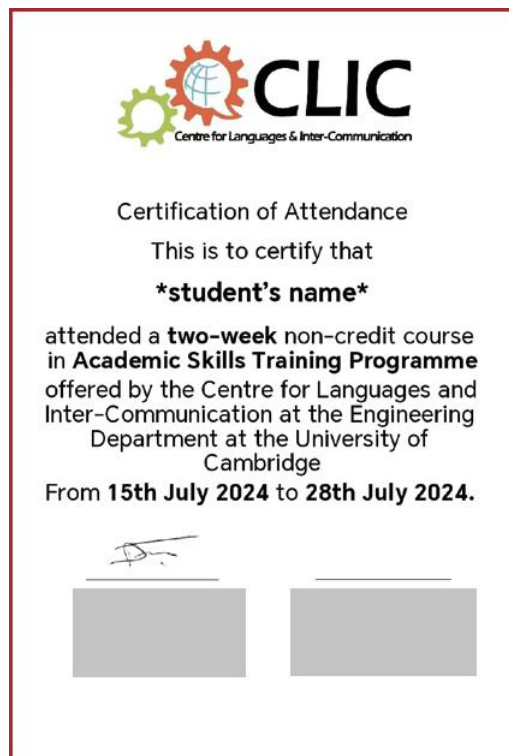 CLIC
Centre for Languages & Inter-Communication
Certification of Attendance
This is to certify that
*student's name*
attended a two-week non-credit course
in Academic Skills Training Programme
offered by the Centre for Languages and
Inter-Communication at the Engineering
Department at the University of
Cambridge
From 15th July 2024 to 28th July 2024.